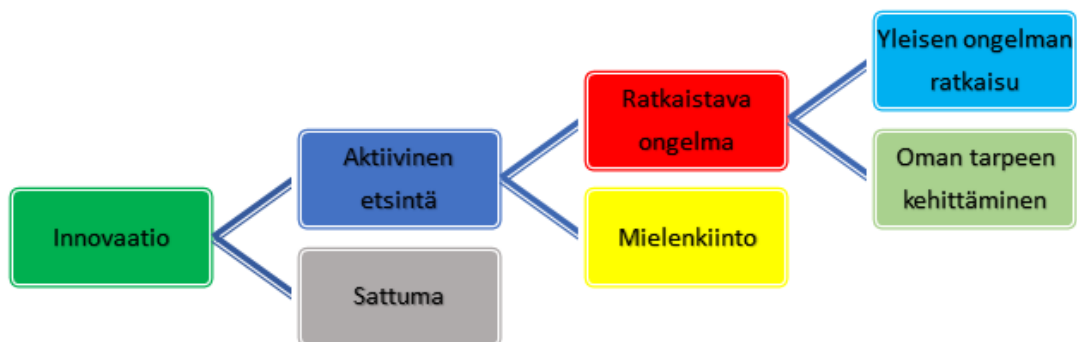 Innovaatio
Aktiivinen
etsintä
Sattuma
Ratkaistava
ongelma
Mielenkiinto
Yleisen ongelman
ratkaisu
Oman tarpeen
kehittäminen